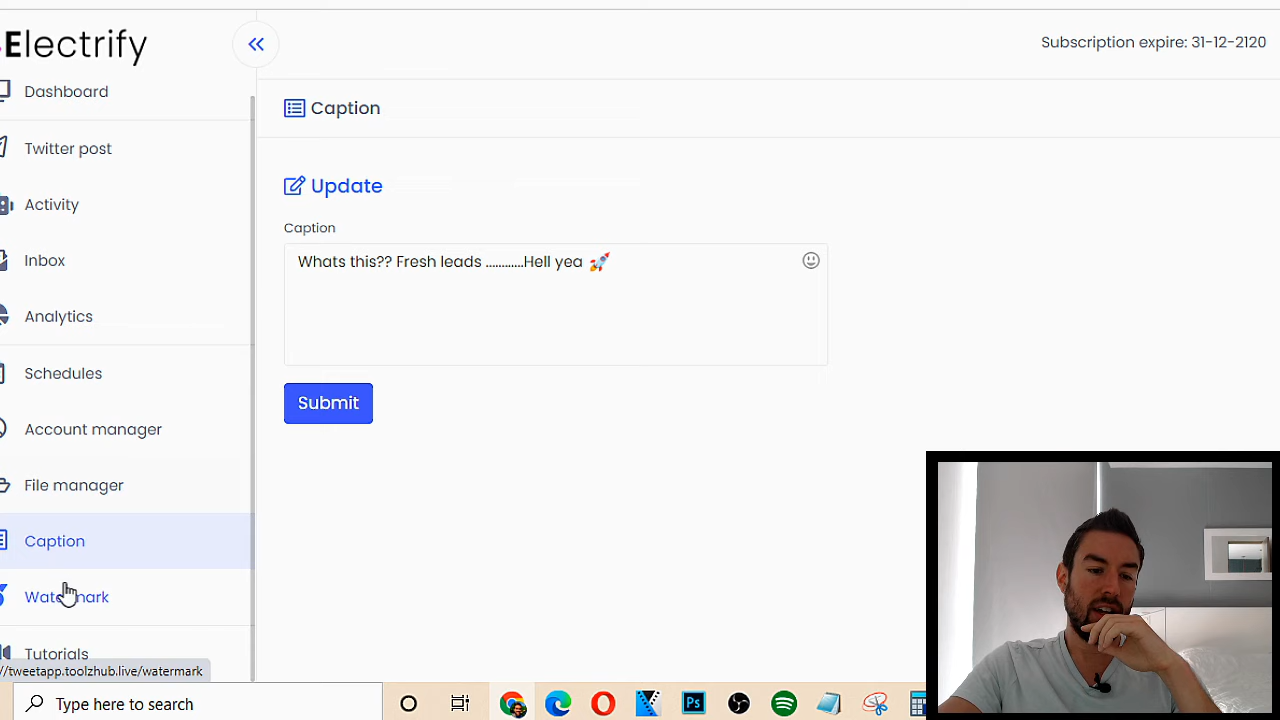 Electrify
Subscription expire: 31-12-2120
Dashboard
Twitter post
Activity
Inbox
Analytics
Schedules
Account manager
File manager
Caption
Watermark
Tutorials
Caption
Update
Caption
Whats this?? Fresh leads ...........Hell yea 🚀
Submit
//tweetapp.toolzhub.live/watermark
Type here to search
Ps